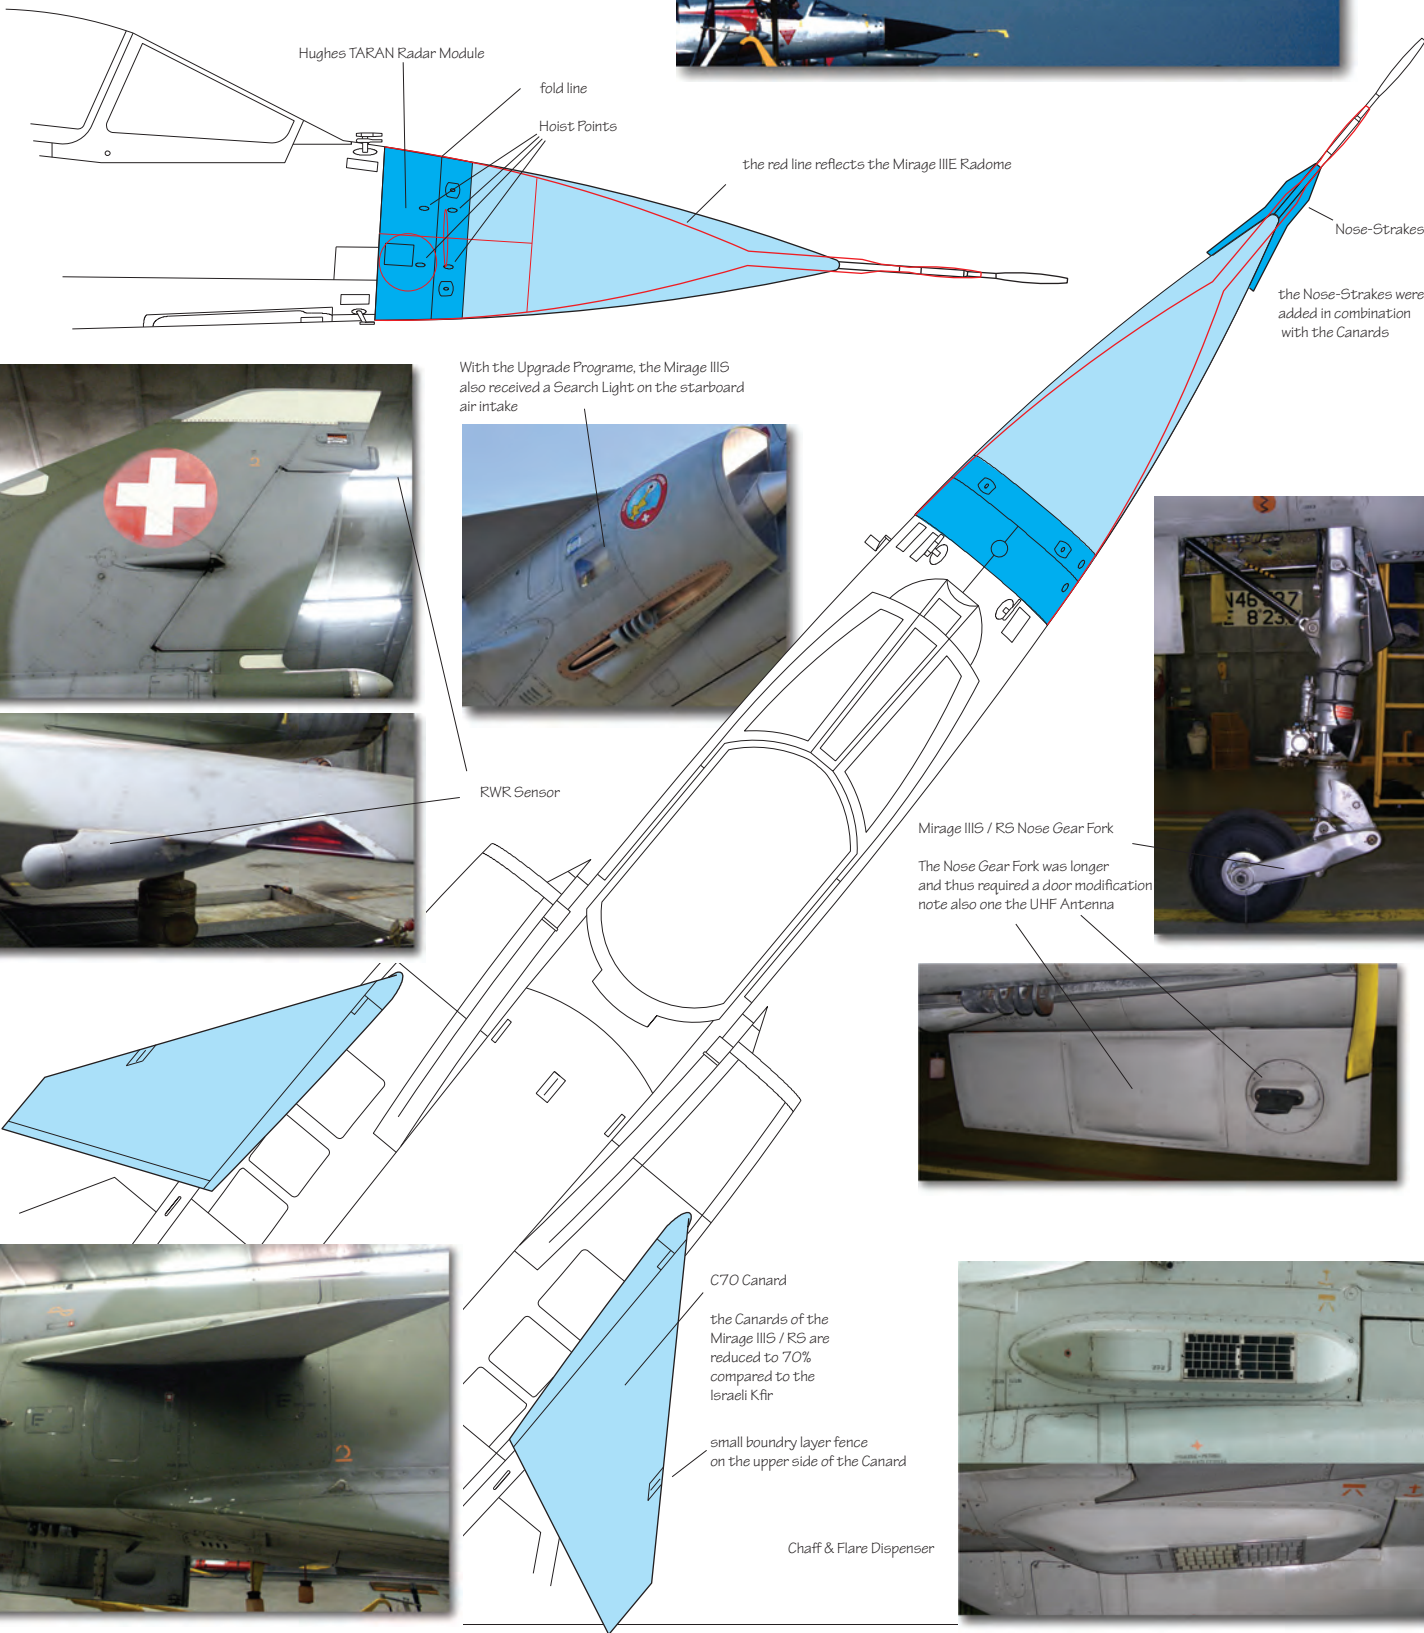 Hughes TARAN Radar Module
fold line
Hoist Points
the red line reflects the Mirage IIIE Radome
Nose-Strakes
the Nose-Strakes were
added in combination
with the Canards
With the Upgrade Programe, the Mirage IIIS
also received a Search Light on the starboard
air intake
RWR Sensor
Mirage IIIS / RS Nose Gear Fork
The Nose Gear Fork was longer
and thus required a door modification
note also one the UHF Antenna
C70 Canard
the Canards of the
Mirage IIIS / RS are
reduced to 70%
compared to the
Israeli Kfir
small boundry layer fence
on the upper side of the Canard
Chaff & Flare Dispenser